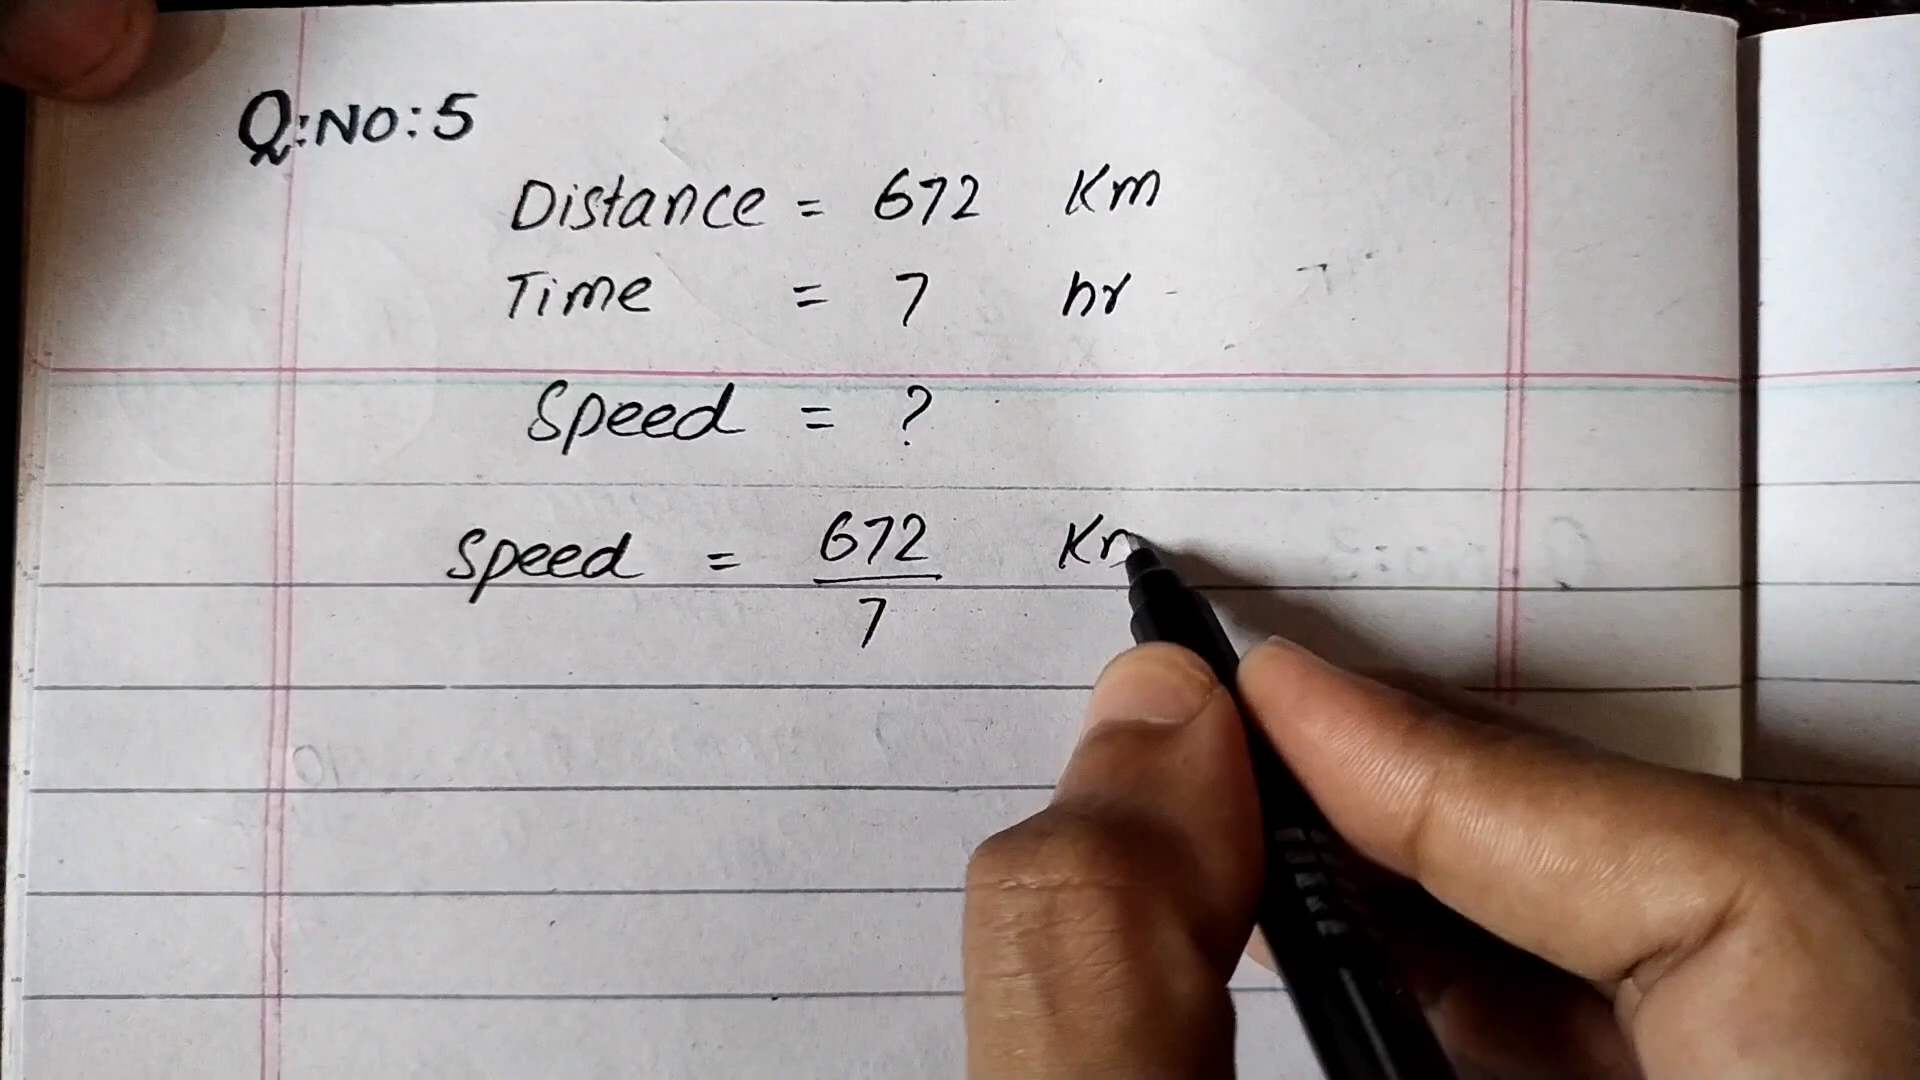 Q:NO:5
Distance = 672 Km
Time = 7 hr
Speed = ?
Speed = 672 Km
7